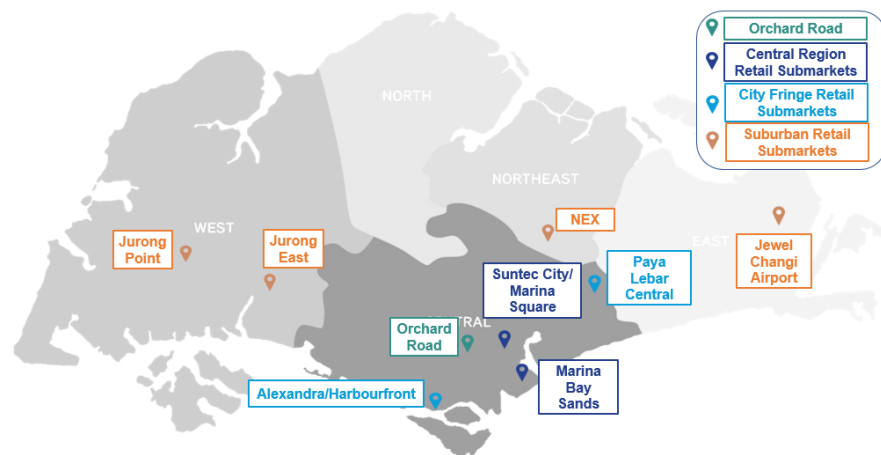 Orchard Road
Central Region
Retail Submarkets
City Fringe Retail
Submarkets
Suburban Retail
Submarkets
NORTH
NORTHEAST
WEST
EAST
CENTRAL
Jurong
Point
Jurong
East
NEX
Jewel
Changi
Airport
Suntec City/
Marina
Square
Paya
Lebar
Central
Orchard
Road
Marina
Bay
Sands
Alexandra/Harbourfront